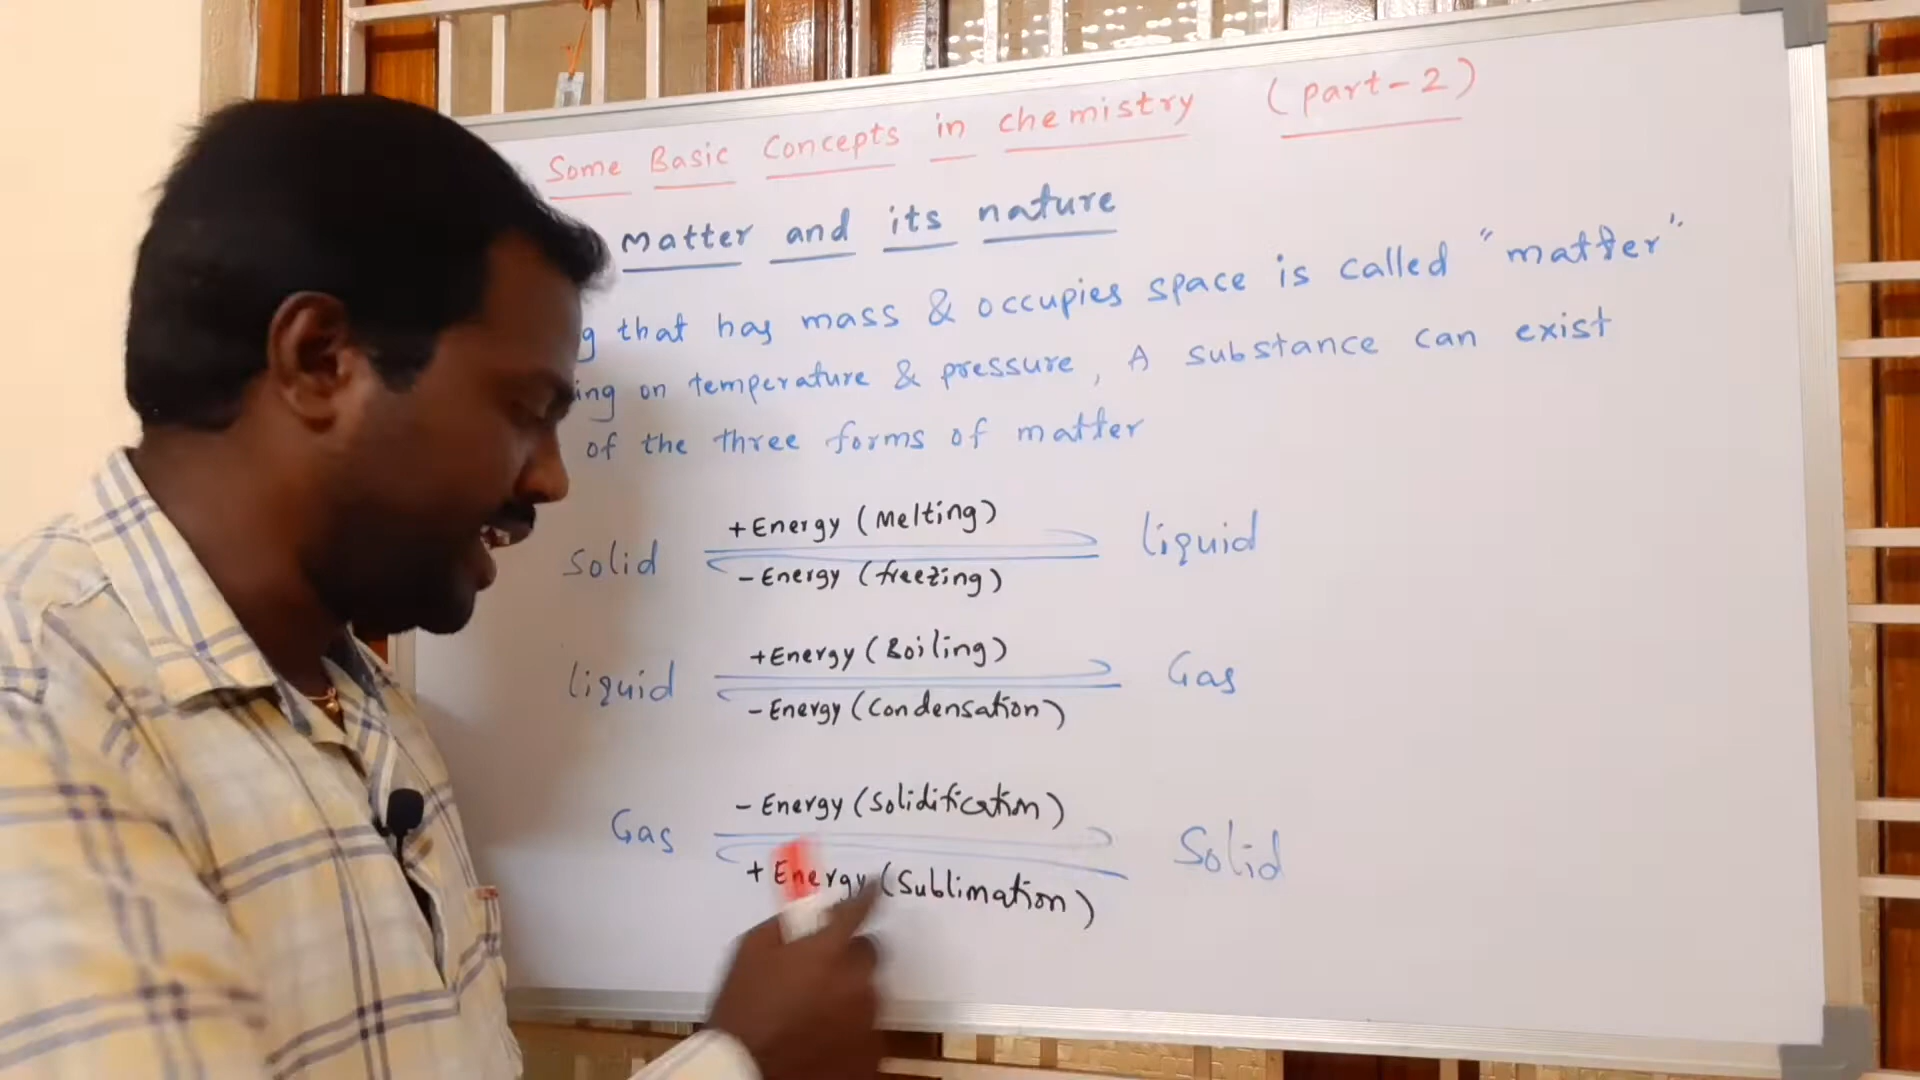 Some Basic Concepts in chemistry (part-2)
matter and its nature
that has mass & occupies space is called "matter"
on temperature & pressure, A substance can exist
of the three forms of matter
+Energy (Melting)
Solid liquid
-Energy (freezing)
+Energy (Boiling)
liquid Gas
-Energy (Condensation)
-Energy (Solidification)
Gas Solid
+Energy (Sublimation)